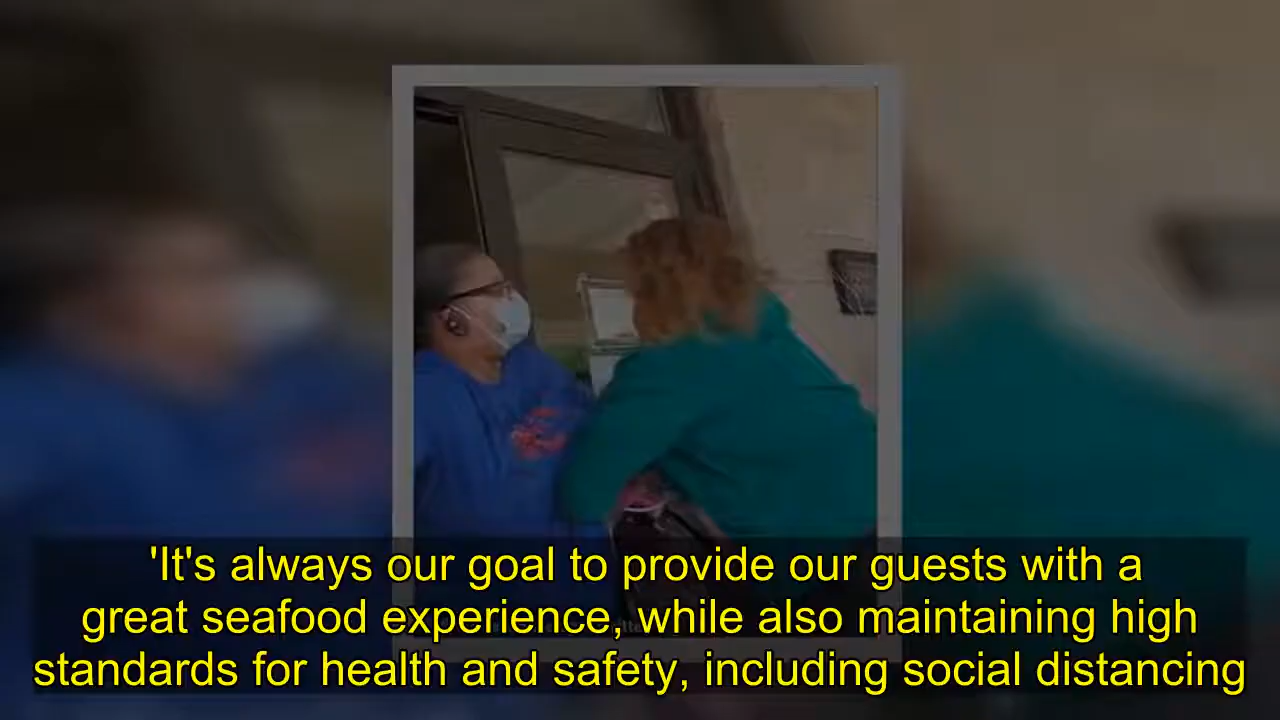 'It's always our goal to provide our guests with a
great seafood experience, while also maintaining high
standards for health and safety, including social distancing